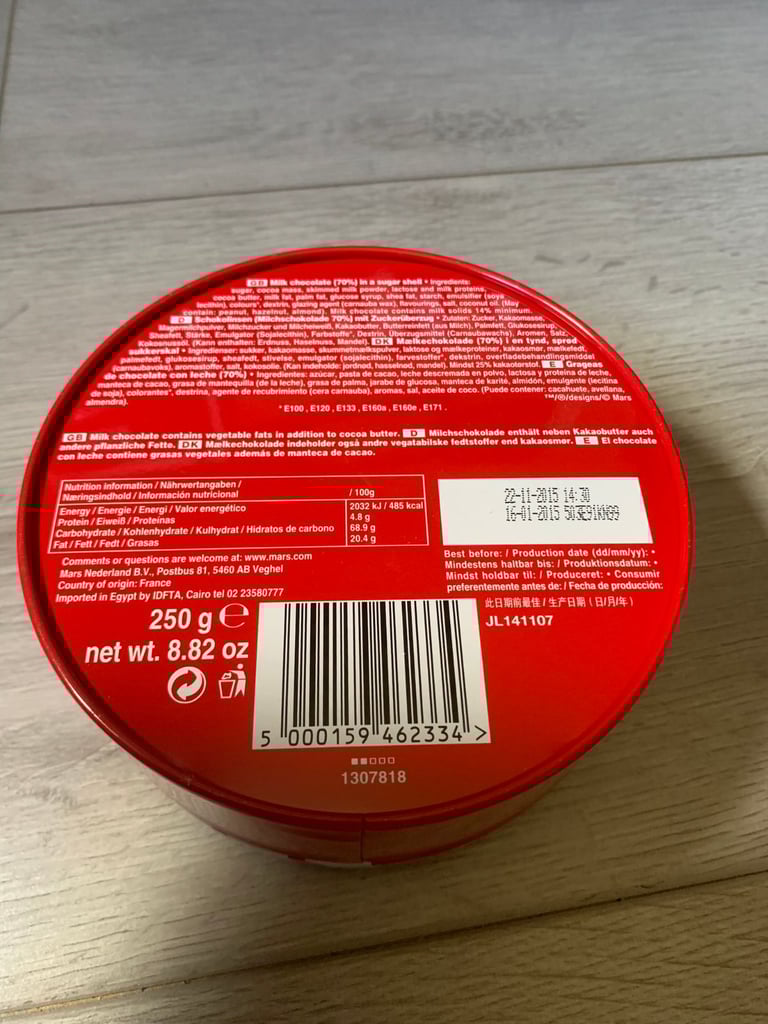 GB Milk chocolate (70%) in a sugar shell • Ingredients:
sugar, cocoa mass, skimmed milk powder, lactose and milk proteins,
cocoa butter, milk fat, palm fat, glucose syrup, shea fat, starch, emulsifier (soya
lecithin), colours*, dextrin, glazing agent (carnauba wax), flavourings, salt, coconut oil. (May
contain: peanut, hazelnut, almond). Milk chocolate contains milk solids 14% minimum.
D Schokolinsen (Milchschokolade 70%) mit Zuckerüberzug • Zutaten: Zucker, Kakaomasse,
Magermilchpulver, Milchzucker und Milcheiweiß, Kakaobutter, Butterreinfett (aus Milch), Palmfett, Glukosesirup,
Sheafett, Stärke, Emulgator (Sojalecithin), Farbstoffe*, Dextrin, Überzugsmittel (Carnaubawachs), Aromen, Salz,
Kokosnussöl. (Kann enthalten: Erdnuss, Haselnuss, Mandel). DK Mælkechokolade (70%) i en tynd, sprød
sukkerskal • Ingredienser: sukker, kakaomasse, skummetmælkspulver, laktose og mælkeproteiner, kakaosmør, mælkefedt,
palmefedt, glukosesirup, sheafedt, stivelse, emulgator (sojalecithin), farvestoffer*, dekstrin, overfladebehandlingsmiddel
(carnaubavoks), aromastoffer, salt, kokosolie. (Kan indeholde: jordnød, hasselnød, mandel). Mindst 25% kakaotørstof. E Grageas
de chocolate con leche (70%) • Ingredientes: azúcar, pasta de cacao, leche descremada en polvo, lactosa y proteínas de leche,
manteca de cacao, grasa de mantequilla (de la leche), grasa de palma, jarabe de glucosa, manteca de karité, almidón, emulgente (lecitina
de soja), colorantes*, dextrina, agente de recubrimiento (cera carnauba), aromas, sal, aceite de coco. (Puede contener: cacahuete, avellana,
almendra). ™/®/designs/© Mars
* E100 , E120 , E133 , E160a , E160e , E171 .
GB Milk chocolate contains vegetable fats in addition to cocoa butter. D Milchschokolade enthält neben Kakaobutter auch
andere pflanzliche Fette. DK Mælkechokolade indeholder også andre vegetabilske fedtstoffer end kakaosmør. E El chocolate
con leche contiene grasas vegetales además de manteca de cacao.
Nutrition information / Nährwertangaben /
Næringsindhold / Información nutricional / 100g
Energy / Energie / Energi / Valor energético 2032 kJ / 485 kcal
Protein / Eiweiß / Proteínas 4.8 g
Carbohydrate / Kohlenhydrate / Kulhydrat / Hidratos de carbono 68.9 g
Fat / Fett / Fedt / Grasas 20.4 g
22-11-2015 14:30
16-01-2015 503E91KN99
Best before: / Production date (dd/mm/yy): •
Mindestens haltbar bis: / Produktionsdatum: •
Mindst holdbar til: / Produceret: • Consumir
preferentemente antes de: / Fecha de producción:
此日期前最佳 / 生产日期 (日/月/年)
JL141107
Comments or questions are welcome at: www.mars.com
Mars Nederland B.V., Postbus 81, 5460 AB Veghel
Country of origin: France
Imported in Egypt by IDFTA, Cairo tel 02 23580777
250 g ℮
net wt. 8.82 oz
5 000159 462334 >
1307818